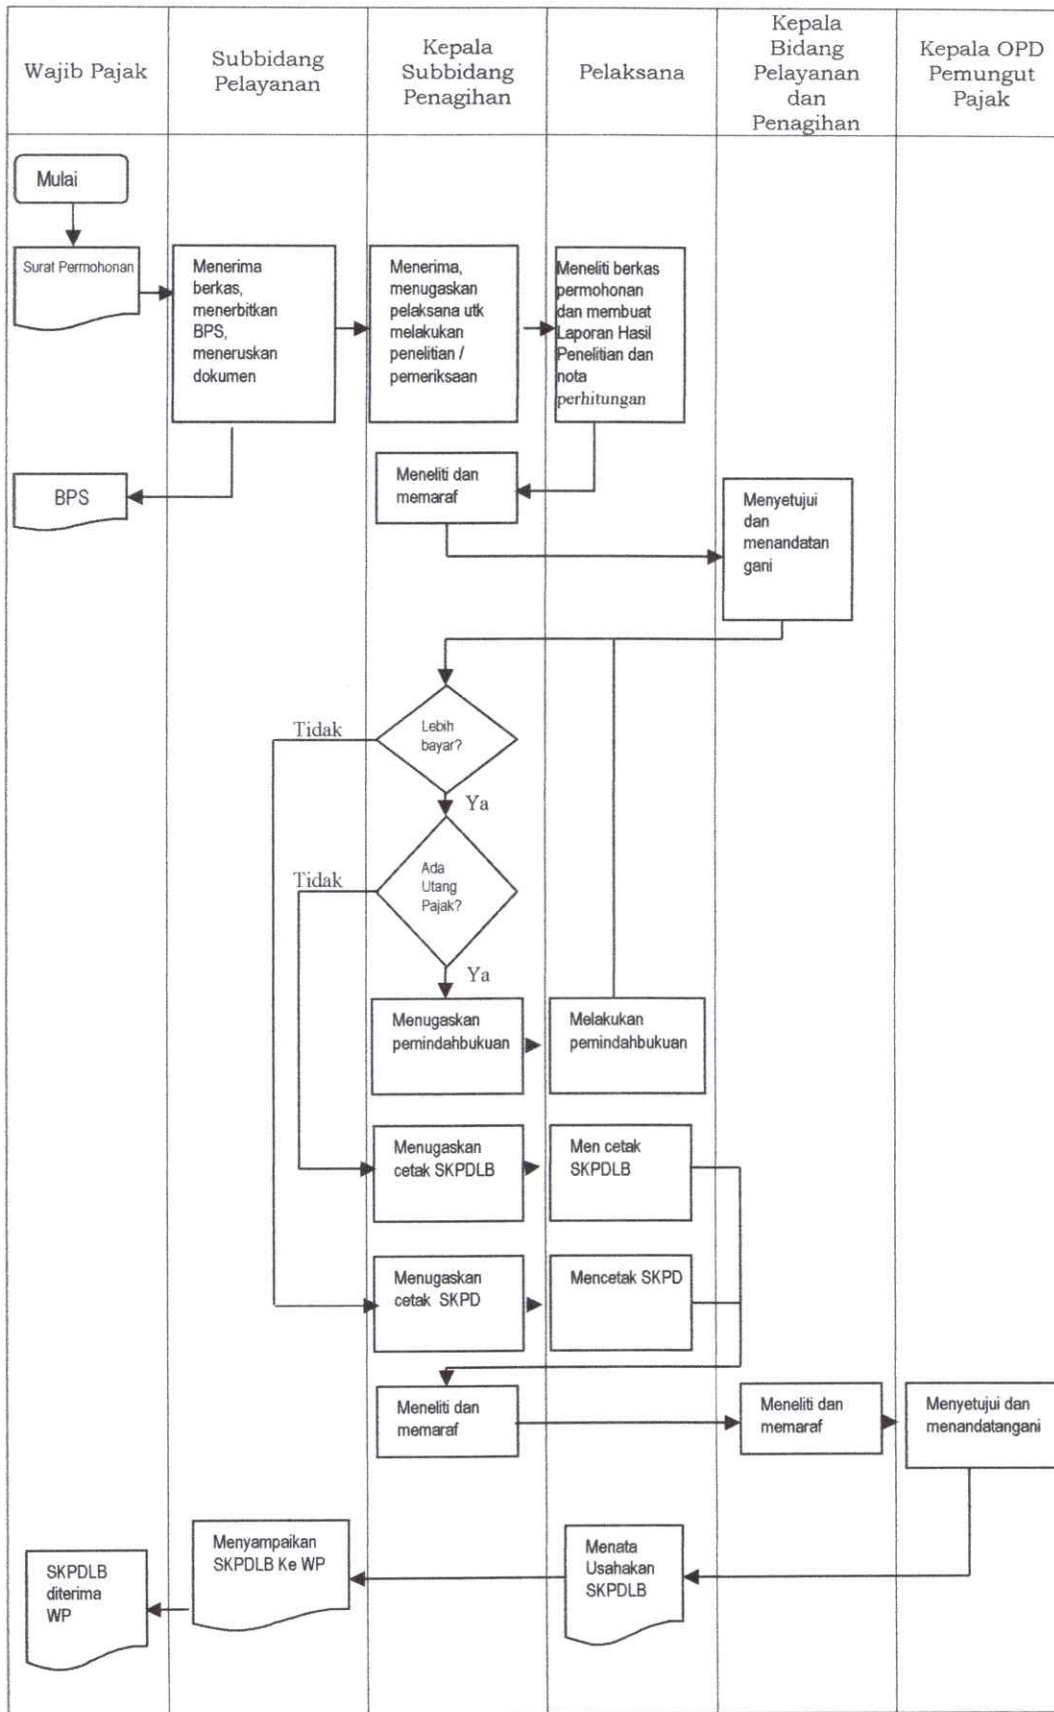 Wajib Pajak
Subbidang
Pelayanan
Kepala
Subbidang
Penagihan
Pelaksana
Kepala
Bidang
Pelayanan
dan
Penagihan
Kepala OPD
Pemungut
Pajak
Mulai
Surat Permohonan
Menerima
berkas,
menerbitkan
BPS,
meneruskan
dokumen
Menerima,
menugaskan
pelaksana utk
melakukan
penelitian /
pemeriksaan
Meneliti berkas
permohonan
dan membuat
Laporan Hasil
Penelitian dan
nota
perhitungan
BPS
Meneliti dan
memaraf
Menyetujui
dan
menandatan
gani
Lebih
bayar?
Tidak
Ya
Ada
Utang
Pajak?
Tidak
Ya
Menugaskan
pemindahbukuan
Melakukan
pemindahbukuan
Menugaskan
cetak SKPDLB
Men cetak
SKPDLB
Menugaskan
cetak SKPD
Mencetak SKPD
Meneliti dan
memaraf
Meneliti dan
memaraf
Menyetujui dan
menandatangani
Menata
Usahakan
SKPDLB
Menyampaikan
SKPDLB Ke WP
SKPDLB
diterima
WP